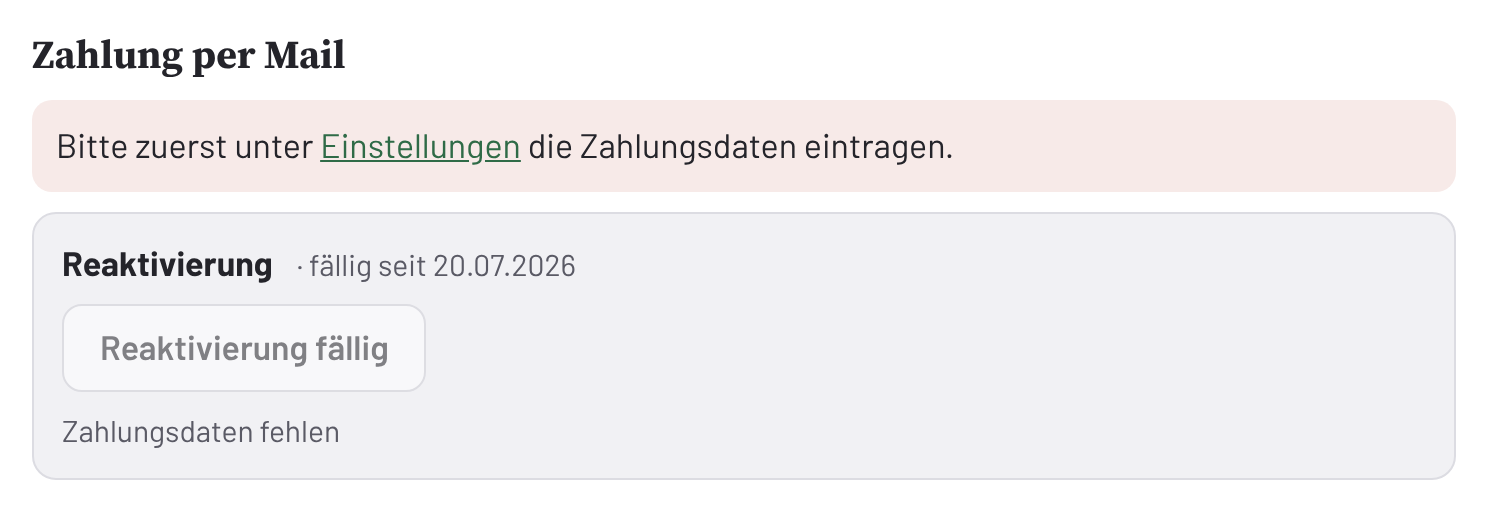 Zahlung per Mail
Bitte zuerst unter Einstellungen die Zahlungsdaten eintragen.
Reaktivierung · fällig seit 20.07.2026
Reaktivierung fällig
Zahlungsdaten fehlen